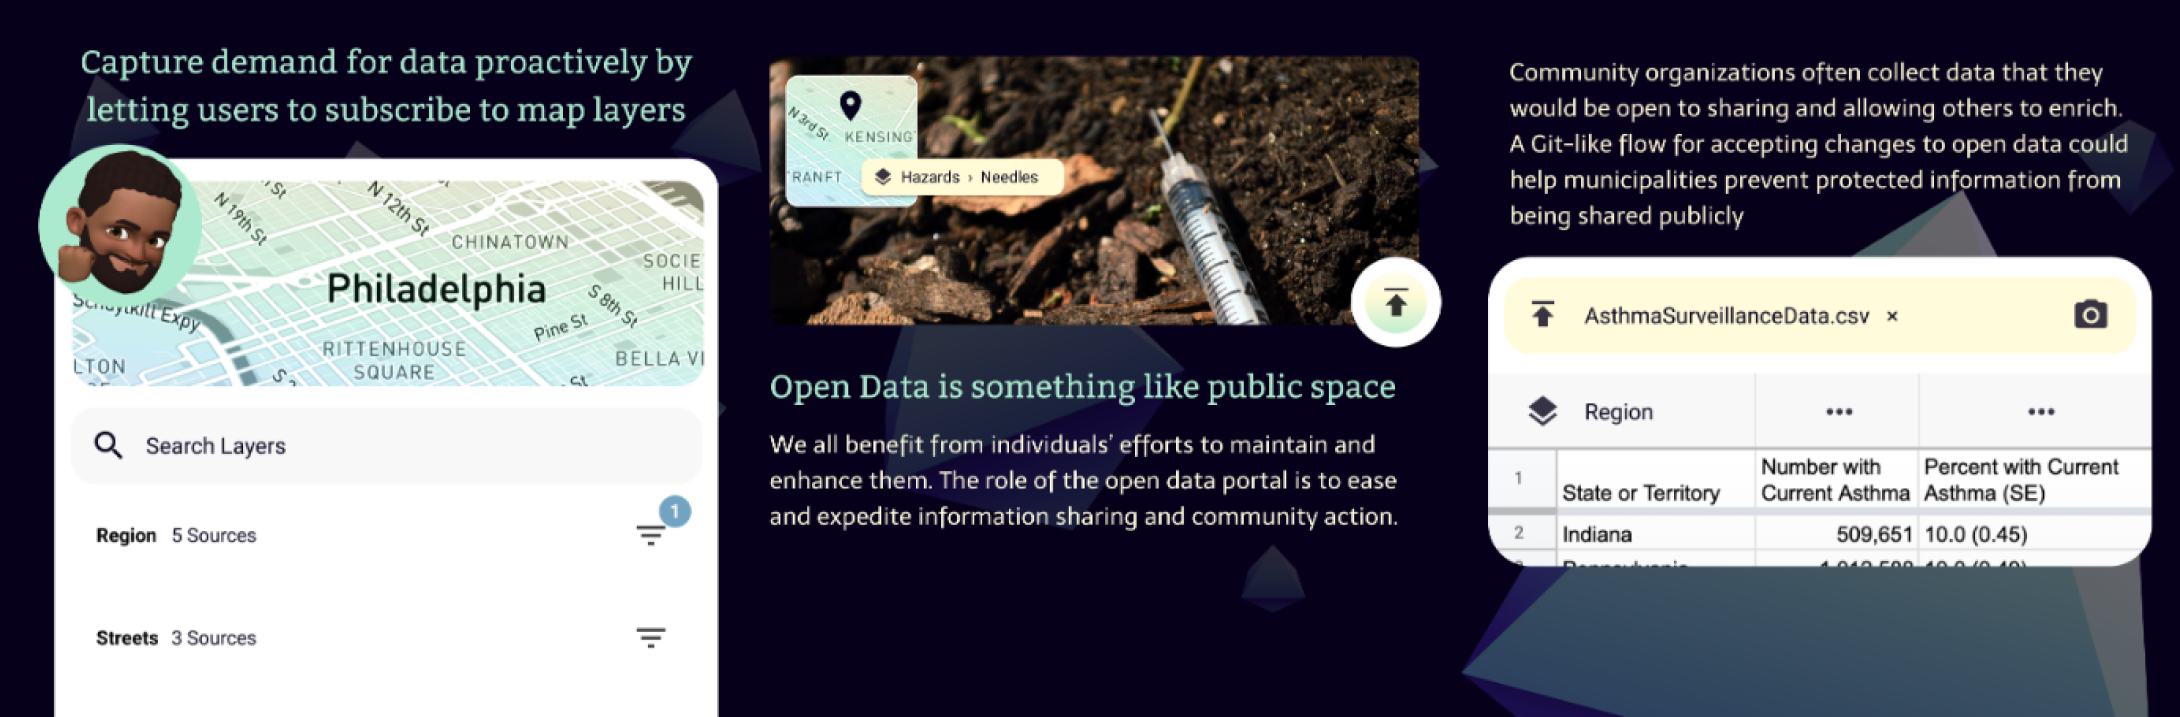 Capture demand for data proactively by
letting users to subscribe to map layers
N 19th St
N 12th St
CHINATOWN
SOCIE
HILL
Philadelphia
S 8th St
Pine St
Schuylkill Expy
RITTENHOUSE
SQUARE
BELLA VI
LTON
St
Search Layers
Region 5 Sources
1
Streets 3 Sources
N 3rd St
KENSING
RANFT
Hazards › Needles
Open Data is something like public space
We all benefit from individuals’ efforts to maintain and
enhance them. The role of the open data portal is to ease
and expedite information sharing and community action.
Community organizations often collect data that they
would be open to sharing and allowing others to enrich.
A Git-like flow for accepting changes to open data could
help municipalities prevent protected information from
being shared publicly
AsthmaSurveillanceData.csv ×
Region ••• •••
1 State or Territory Number with Current Asthma Percent with Current Asthma (SE)
2 Indiana 509,651 10.0 (0.45)